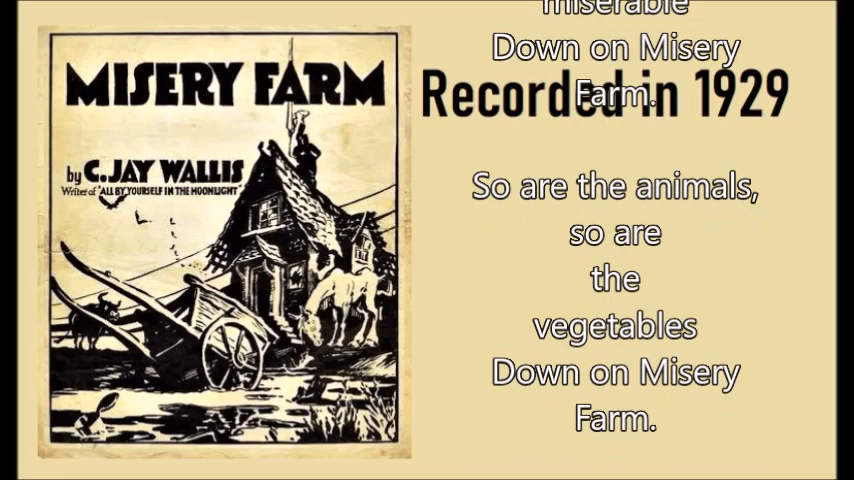 MISERY FARM
by C. JAY WALLIS
Writer of "ALL BY YOURSELF IN THE MOONLIGHT"
miserable
Down on Misery
Farm.
Recorded in 1929
So are the animals,
so are
the
vegetables
Down on Misery
Farm.